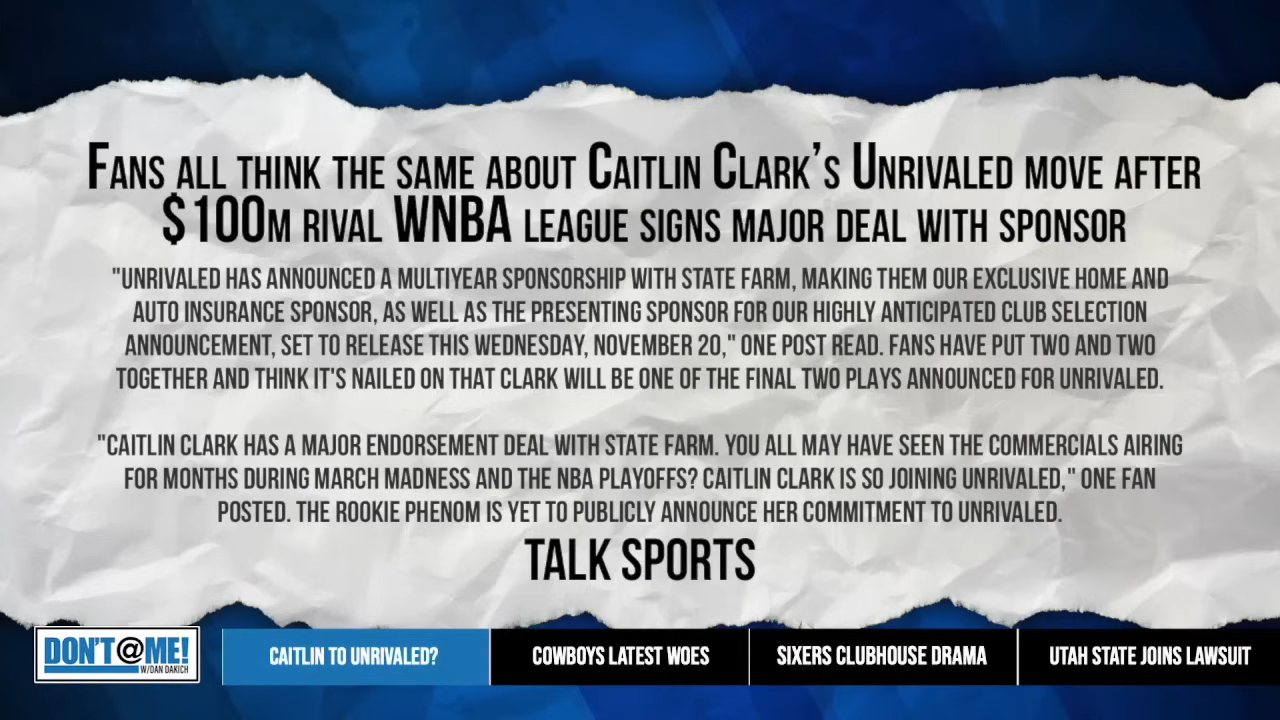 Fans all think the same about Caitlin Clark's Unrivaled move after
$100m rival WNBA league signs major deal with sponsor
"UNRIVALED HAS ANNOUNCED A MULTIYEAR SPONSORSHIP WITH STATE FARM, MAKING THEM OUR EXCLUSIVE HOME AND
AUTO INSURANCE SPONSOR, AS WELL AS THE PRESENTING SPONSOR FOR OUR HIGHLY ANTICIPATED CLUB SELECTION
ANNOUNCEMENT, SET TO RELEASE THIS WEDNESDAY, NOVEMBER 20," ONE POST READ. FANS HAVE PUT TWO AND TWO
TOGETHER AND THINK IT'S NAILED ON THAT CLARK WILL BE ONE OF THE FINAL TWO PLAYS ANNOUNCED FOR UNRIVALED.
"CAITLIN CLARK HAS A MAJOR ENDORSEMENT DEAL WITH STATE FARM. YOU ALL MAY HAVE SEEN THE COMMERCIALS AIRING
FOR MONTHS DURING MARCH MADNESS AND THE NBA PLAYOFFS? CAITLIN CLARK IS SO JOINING UNRIVALED," ONE FAN
POSTED. THE ROOKIE PHENOM IS YET TO PUBLICLY ANNOUNCE HER COMMITMENT TO UNRIVALED.
TALK SPORTS
DON'T @ ME!
W/DAN DAKICH
CAITLIN TO UNRIVALED?
COWBOYS LATEST WOES
SIXERS CLUBHOUSE DRAMA
UTAH STATE JOINS LAWSUIT